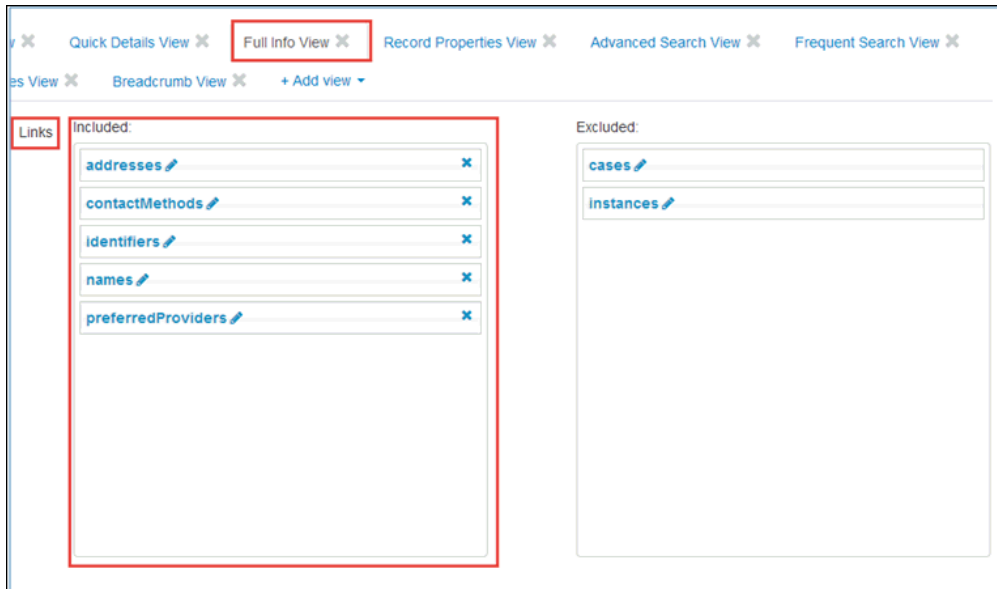 Quick Details View Full Info View Record Properties View Advanced Search View Frequent Search View
View Breadcrumb View + Add view
Links Included: Excluded:
addresses cases
contactMethods instances
identifiers
names
preferredProviders